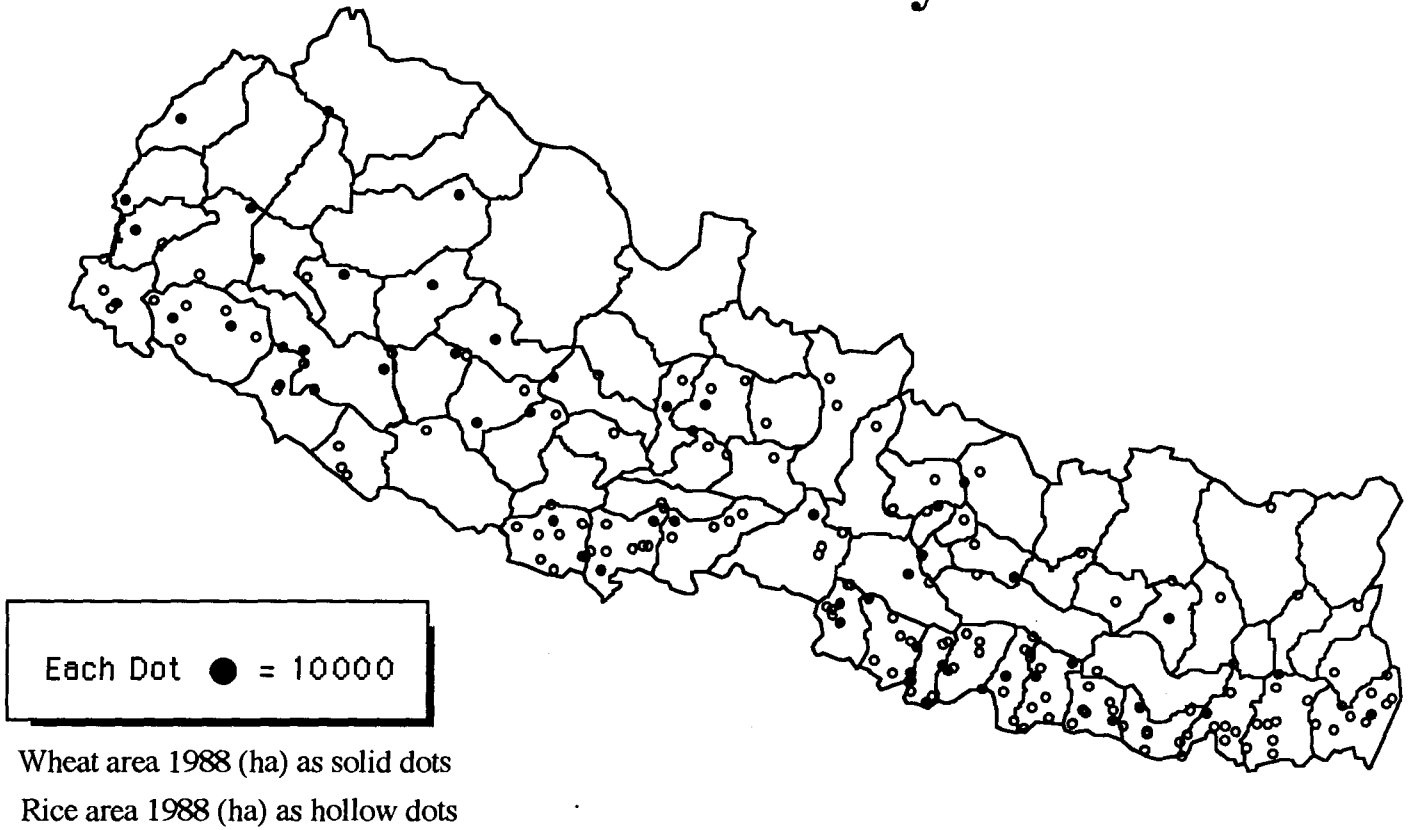 Each Dot ● = 10000
Wheat area 1988 (ha) as solid dots
Rice area 1988 (ha) as hollow dots